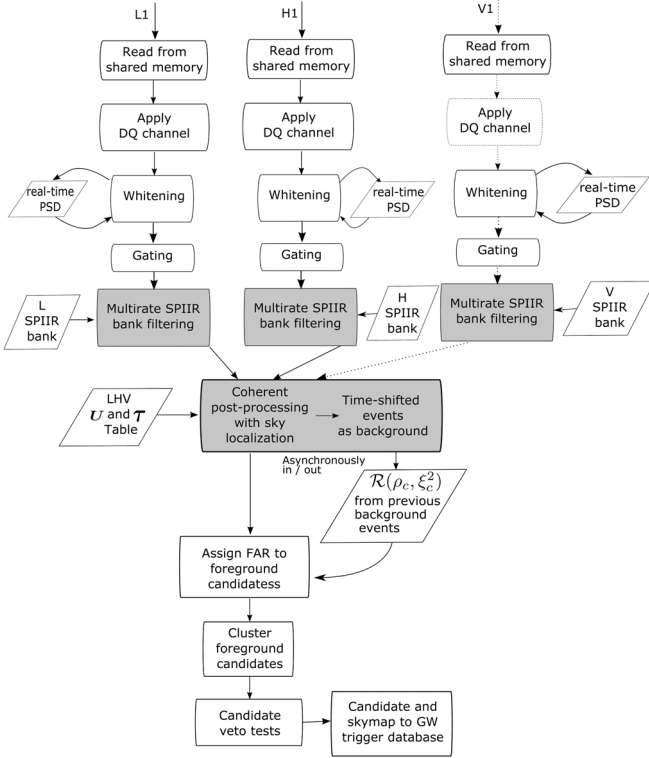 L1
H1
V1
Read from
shared memory
Read from
shared memory
Read from
shared memory
Apply
DQ channel
Apply
DQ channel
Apply
DQ channel
real-time
PSD
Whitening
Whitening
real-time
PSD
Whitening
real-time
PSD
Gating
Gating
Gating
L
SPIIR
bank
Multirate SPIIR
bank filtering
Multirate SPIIR
bank filtering
H
SPIIR
bank
Multirate SPIIR
bank filtering
V
SPIIR
bank
LHV
U and τ
Table
Coherent
post-processing
with sky
localization
Time-shifted
events
as background
Asynchronously
in / out
R(ρ_c, ξ_c^2)
from previous
background
events
Assign FAR to
foreground
candidatess
Cluster
foreground
candidates
Candidate
veto tests
Candidate and
skymap to GW
trigger database